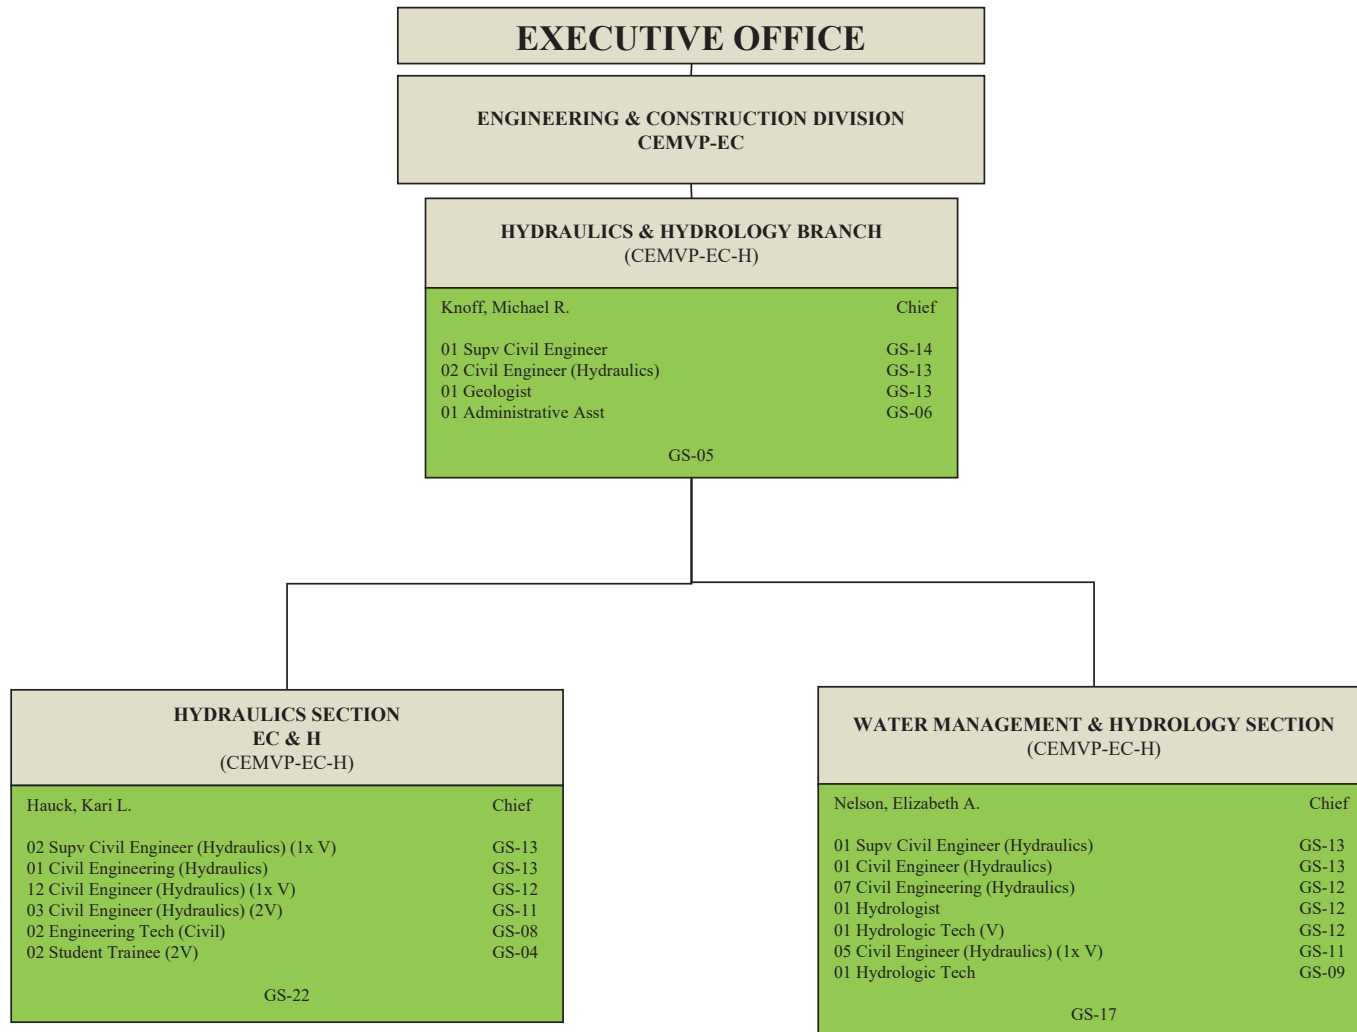 EXECUTIVE OFFICE
ENGINEERING & CONSTRUCTION DIVISION
CEMVP-EC
HYDRAULICS & HYDROLOGY BRANCH
(CEMVP-EC-H)
Knoff, Michael R. Chief
01 Supv Civil Engineer GS-14
02 Civil Engineer (Hydraulics) GS-13
01 Geologist GS-13
01 Administrative Asst GS-06
GS-05
HYDRAULICS SECTION
EC & H
(CEMVP-EC-H)
Hauck, Kari L. Chief
02 Supv Civil Engineer (Hydraulics) (1x V) GS-13
01 Civil Engineering (Hydraulics) GS-13
12 Civil Engineer (Hydraulics) (1x V) GS-12
03 Civil Engineer (Hydraulics) (2V) GS-11
02 Engineering Tech (Civil) GS-08
02 Student Trainee (2V) GS-04
GS-22
WATER MANAGEMENT & HYDROLOGY SECTION
(CEMVP-EC-H)
Nelson, Elizabeth A. Chief
01 Supv Civil Engineer (Hydraulics) GS-13
01 Civil Engineer (Hydraulics) GS-13
07 Civil Engineering (Hydraulics) GS-12
01 Hydrologist GS-12
01 Hydrologic Tech (V) GS-12
05 Civil Engineer (Hydraulics) (1x V) GS-11
01 Hydrologic Tech GS-09
GS-17